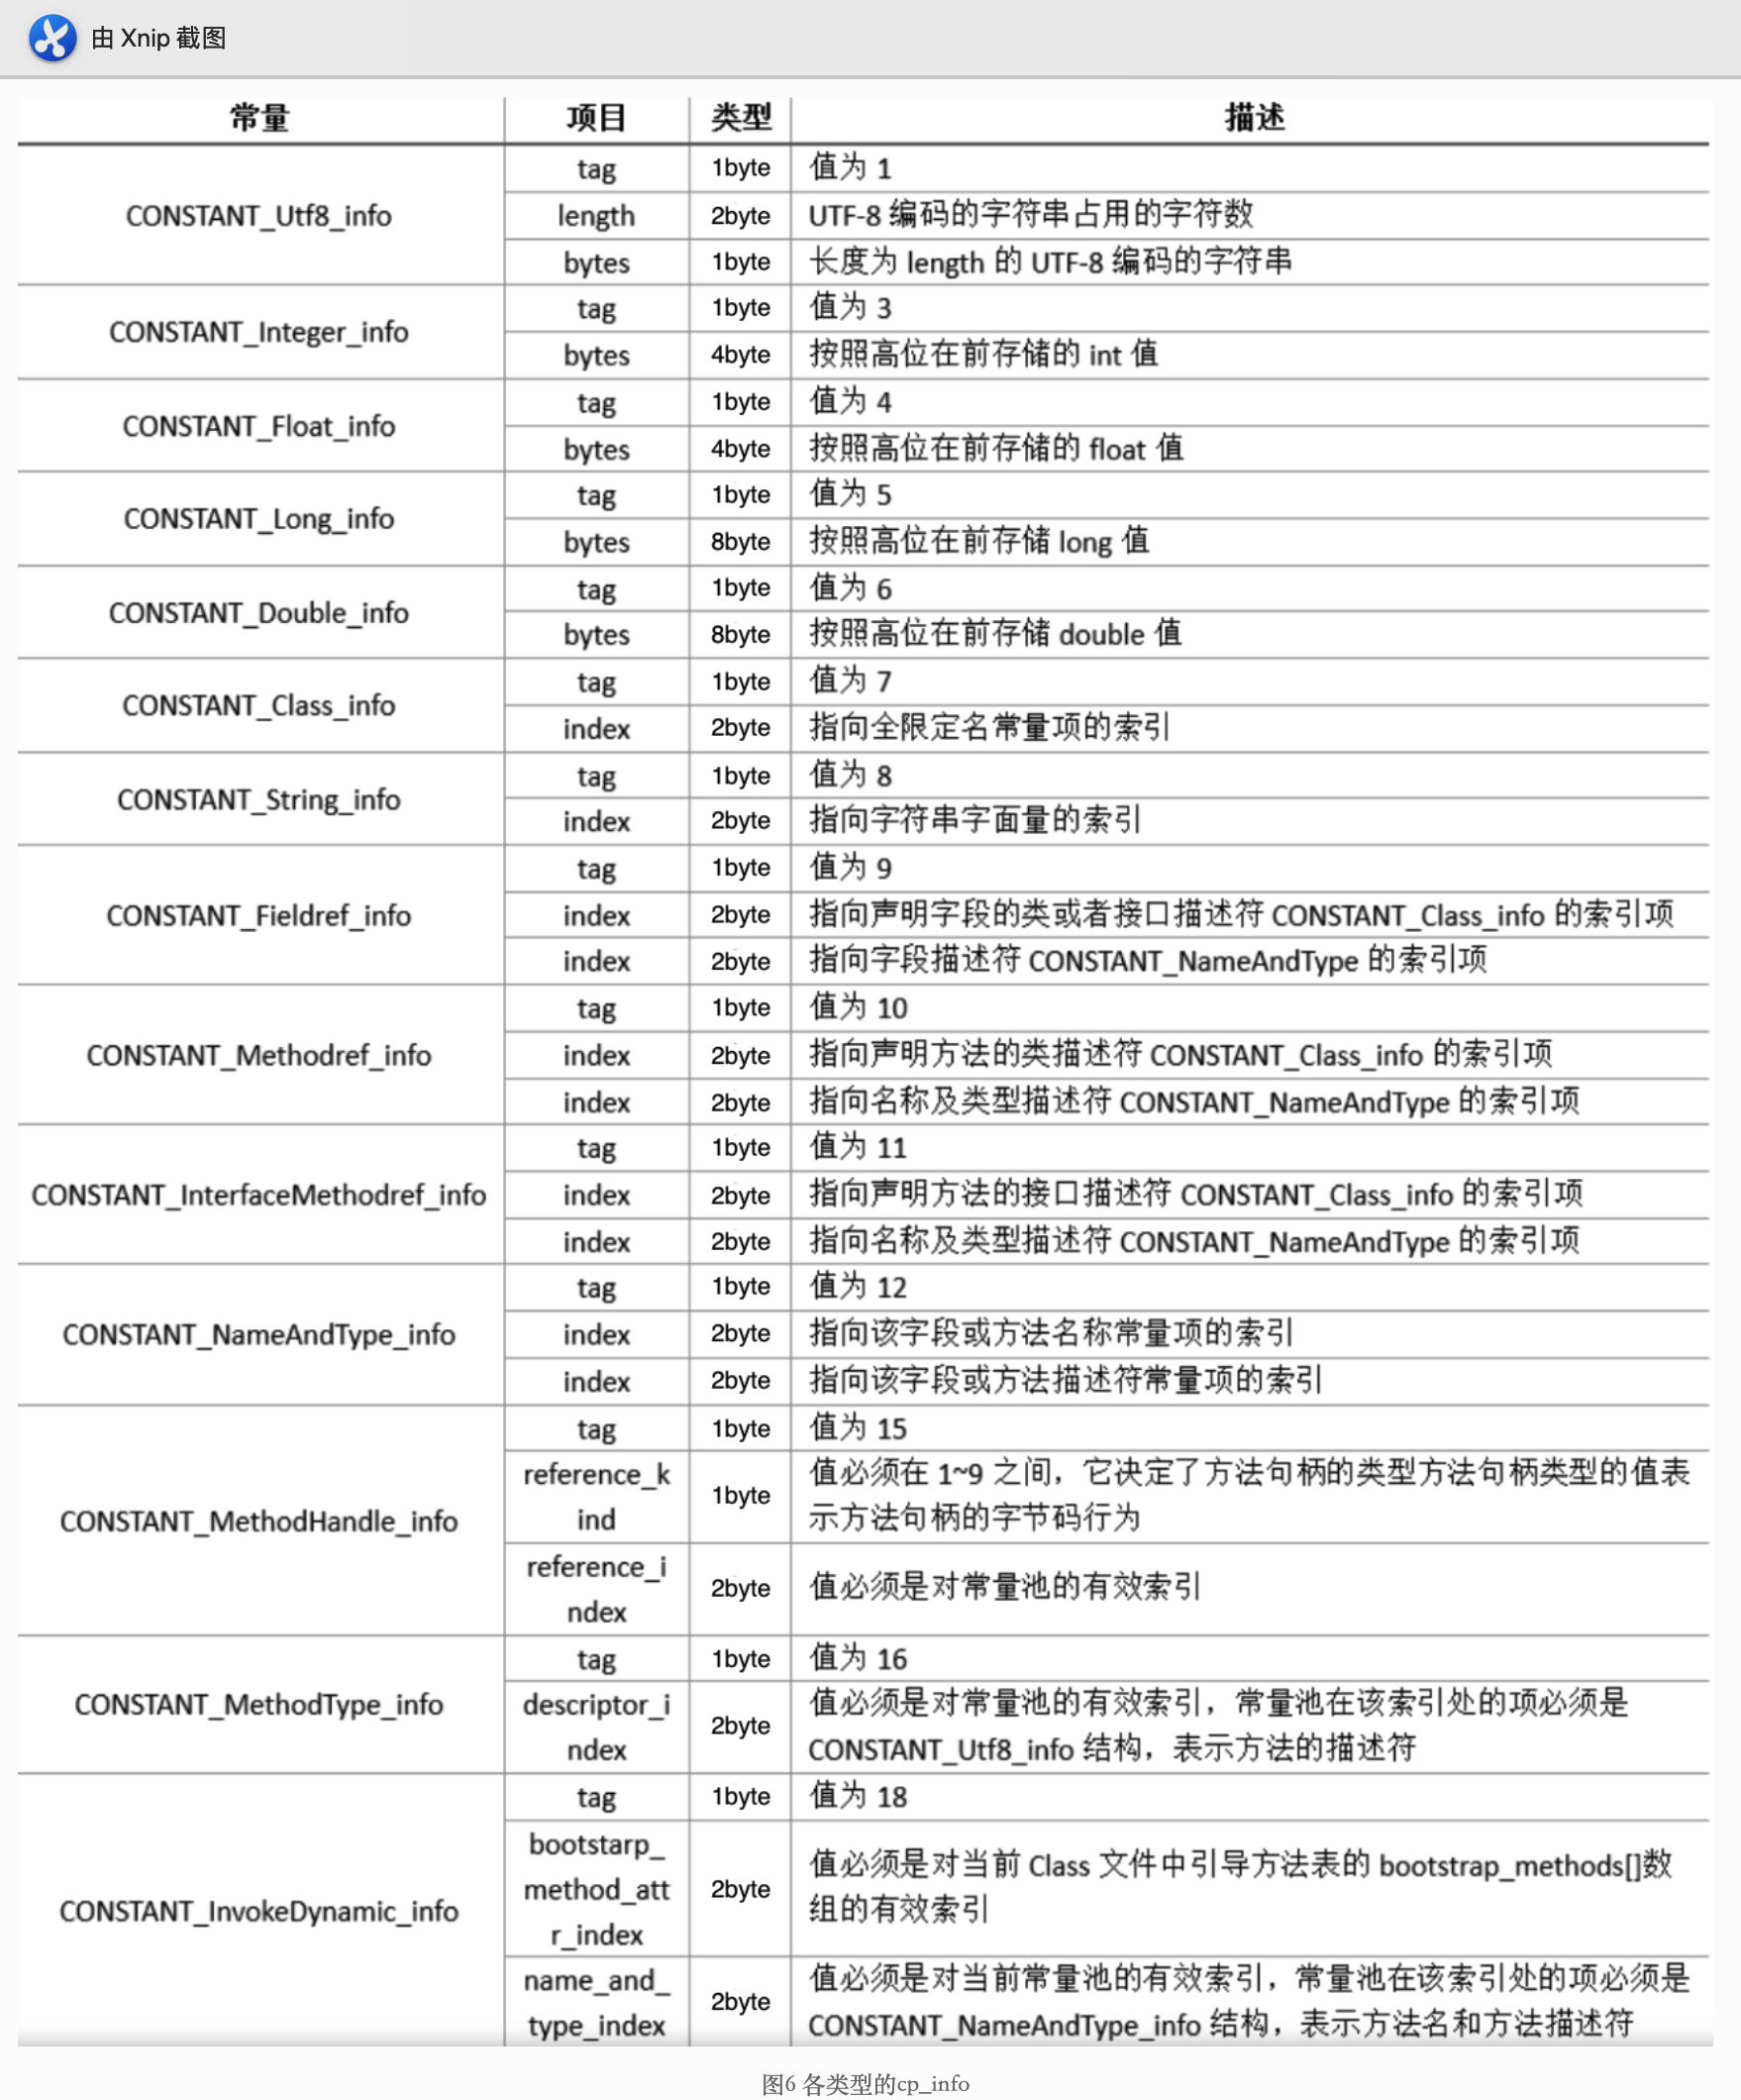 由 Xnip 截图
常量 项目 类型 描述
CONSTANT_Utf8_info
tag 1byte 值为 1
length 2byte UTF-8 编码的字符串占用的字符数
bytes 1byte 长度为 length 的 UTF-8 编码的字符串
CONSTANT_Integer_info
tag 1byte 值为 3
bytes 4byte 按照高位在前存储的 int 值
CONSTANT_Float_info
tag 1byte 值为 4
bytes 4byte 按照高位在前存储的 float 值
CONSTANT_Long_info
tag 1byte 值为 5
bytes 8byte 按照高位在前存储 long 值
CONSTANT_Double_info
tag 1byte 值为 6
bytes 8byte 按照高位在前存储 double 值
CONSTANT_Class_info
tag 1byte 值为 7
index 2byte 指向全限定名常量项的索引
CONSTANT_String_info
tag 1byte 值为 8
index 2byte 指向字符串字面量的索引
CONSTANT_Fieldref_info
tag 1byte 值为 9
index 2byte 指向声明字段的类或者接口描述符 CONSTANT_Class_info 的索引项
index 2byte 指向字段描述符 CONSTANT_NameAndType 的索引项
CONSTANT_Methodref_info
tag 1byte 值为 10
index 2byte 指向声明方法的类描述符 CONSTANT_Class_info 的索引项
index 2byte 指向名称及类型描述符 CONSTANT_NameAndType 的索引项
CONSTANT_InterfaceMethodref_info
tag 1byte 值为 11
index 2byte 指向声明方法的接口描述符 CONSTANT_Class_info 的索引项
index 2byte 指向名称及类型描述符 CONSTANT_NameAndType 的索引项
CONSTANT_NameAndType_info
tag 1byte 值为 12
index 2byte 指向该字段或方法名称常量项的索引
index 2byte 指向该字段或方法描述符常量项的索引
CONSTANT_MethodHandle_info
tag 1byte 值为 15
reference_k
ind
1byte
值必须在 1~9 之间，它决定了方法句柄的类型方法句柄类型的值表
示方法句柄的字节码行为
reference_i
ndex
2byte
值必须是对常量池的有效索引
CONSTANT_MethodType_info
tag 1byte 值为 16
descriptor_i
ndex
2byte
值必须是对常量池的有效索引，常量池在该索引处的项必须是
CONSTANT_Utf8_info 结构，表示方法的描述符
CONSTANT_InvokeDynamic_info
tag 1byte 值为 18
bootstarp_
method_att
r_index
2byte
值必须是对当前 Class 文件中引导方法表的 bootstrap_methods[]数
组的有效索引
name_and_
type_index
2byte
值必须是对当前常量池的有效索引，常量池在该索引处的项必须是
CONSTANT_NameAndType_info 结构，表示方法名和方法描述符
图6 各类型的cp_info